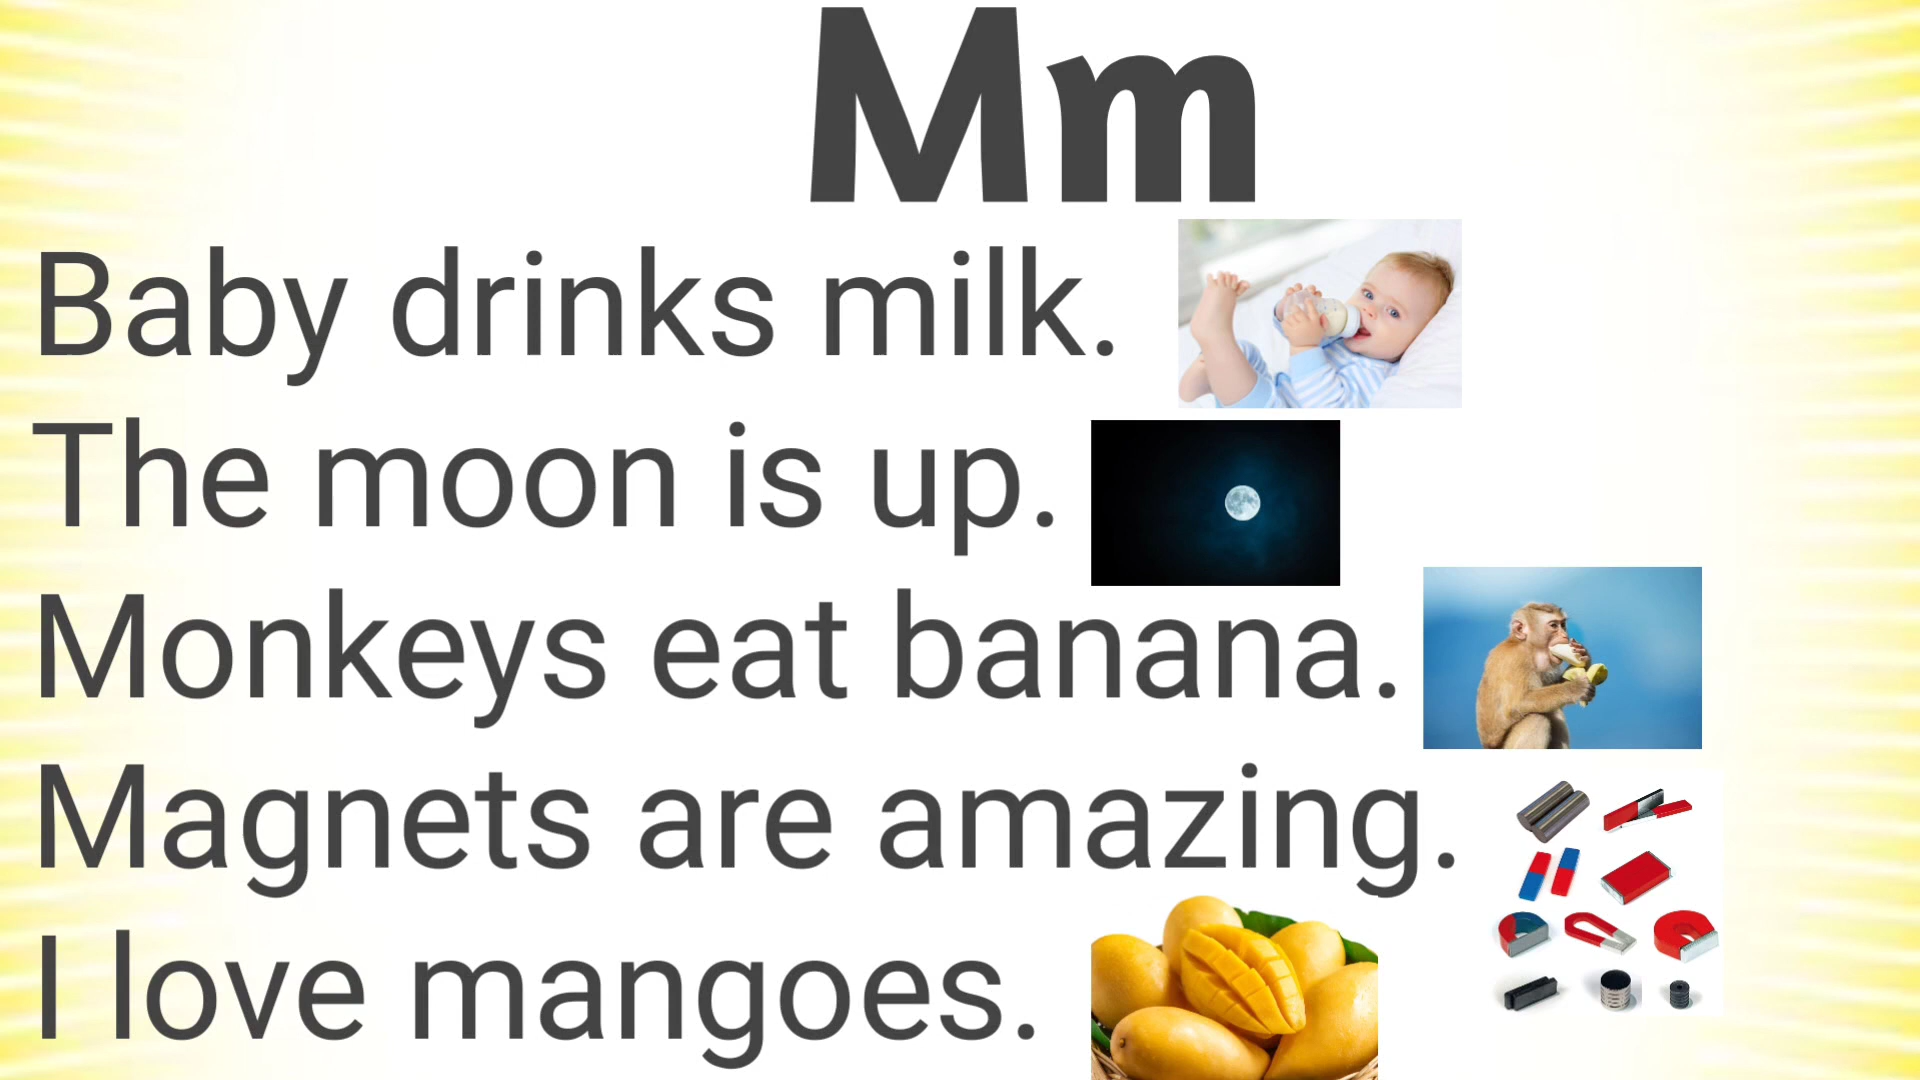 Mm
Baby drinks milk.
The moon is up.
Monkeys eat banana.
Magnets are amazing.
I love mangoes.